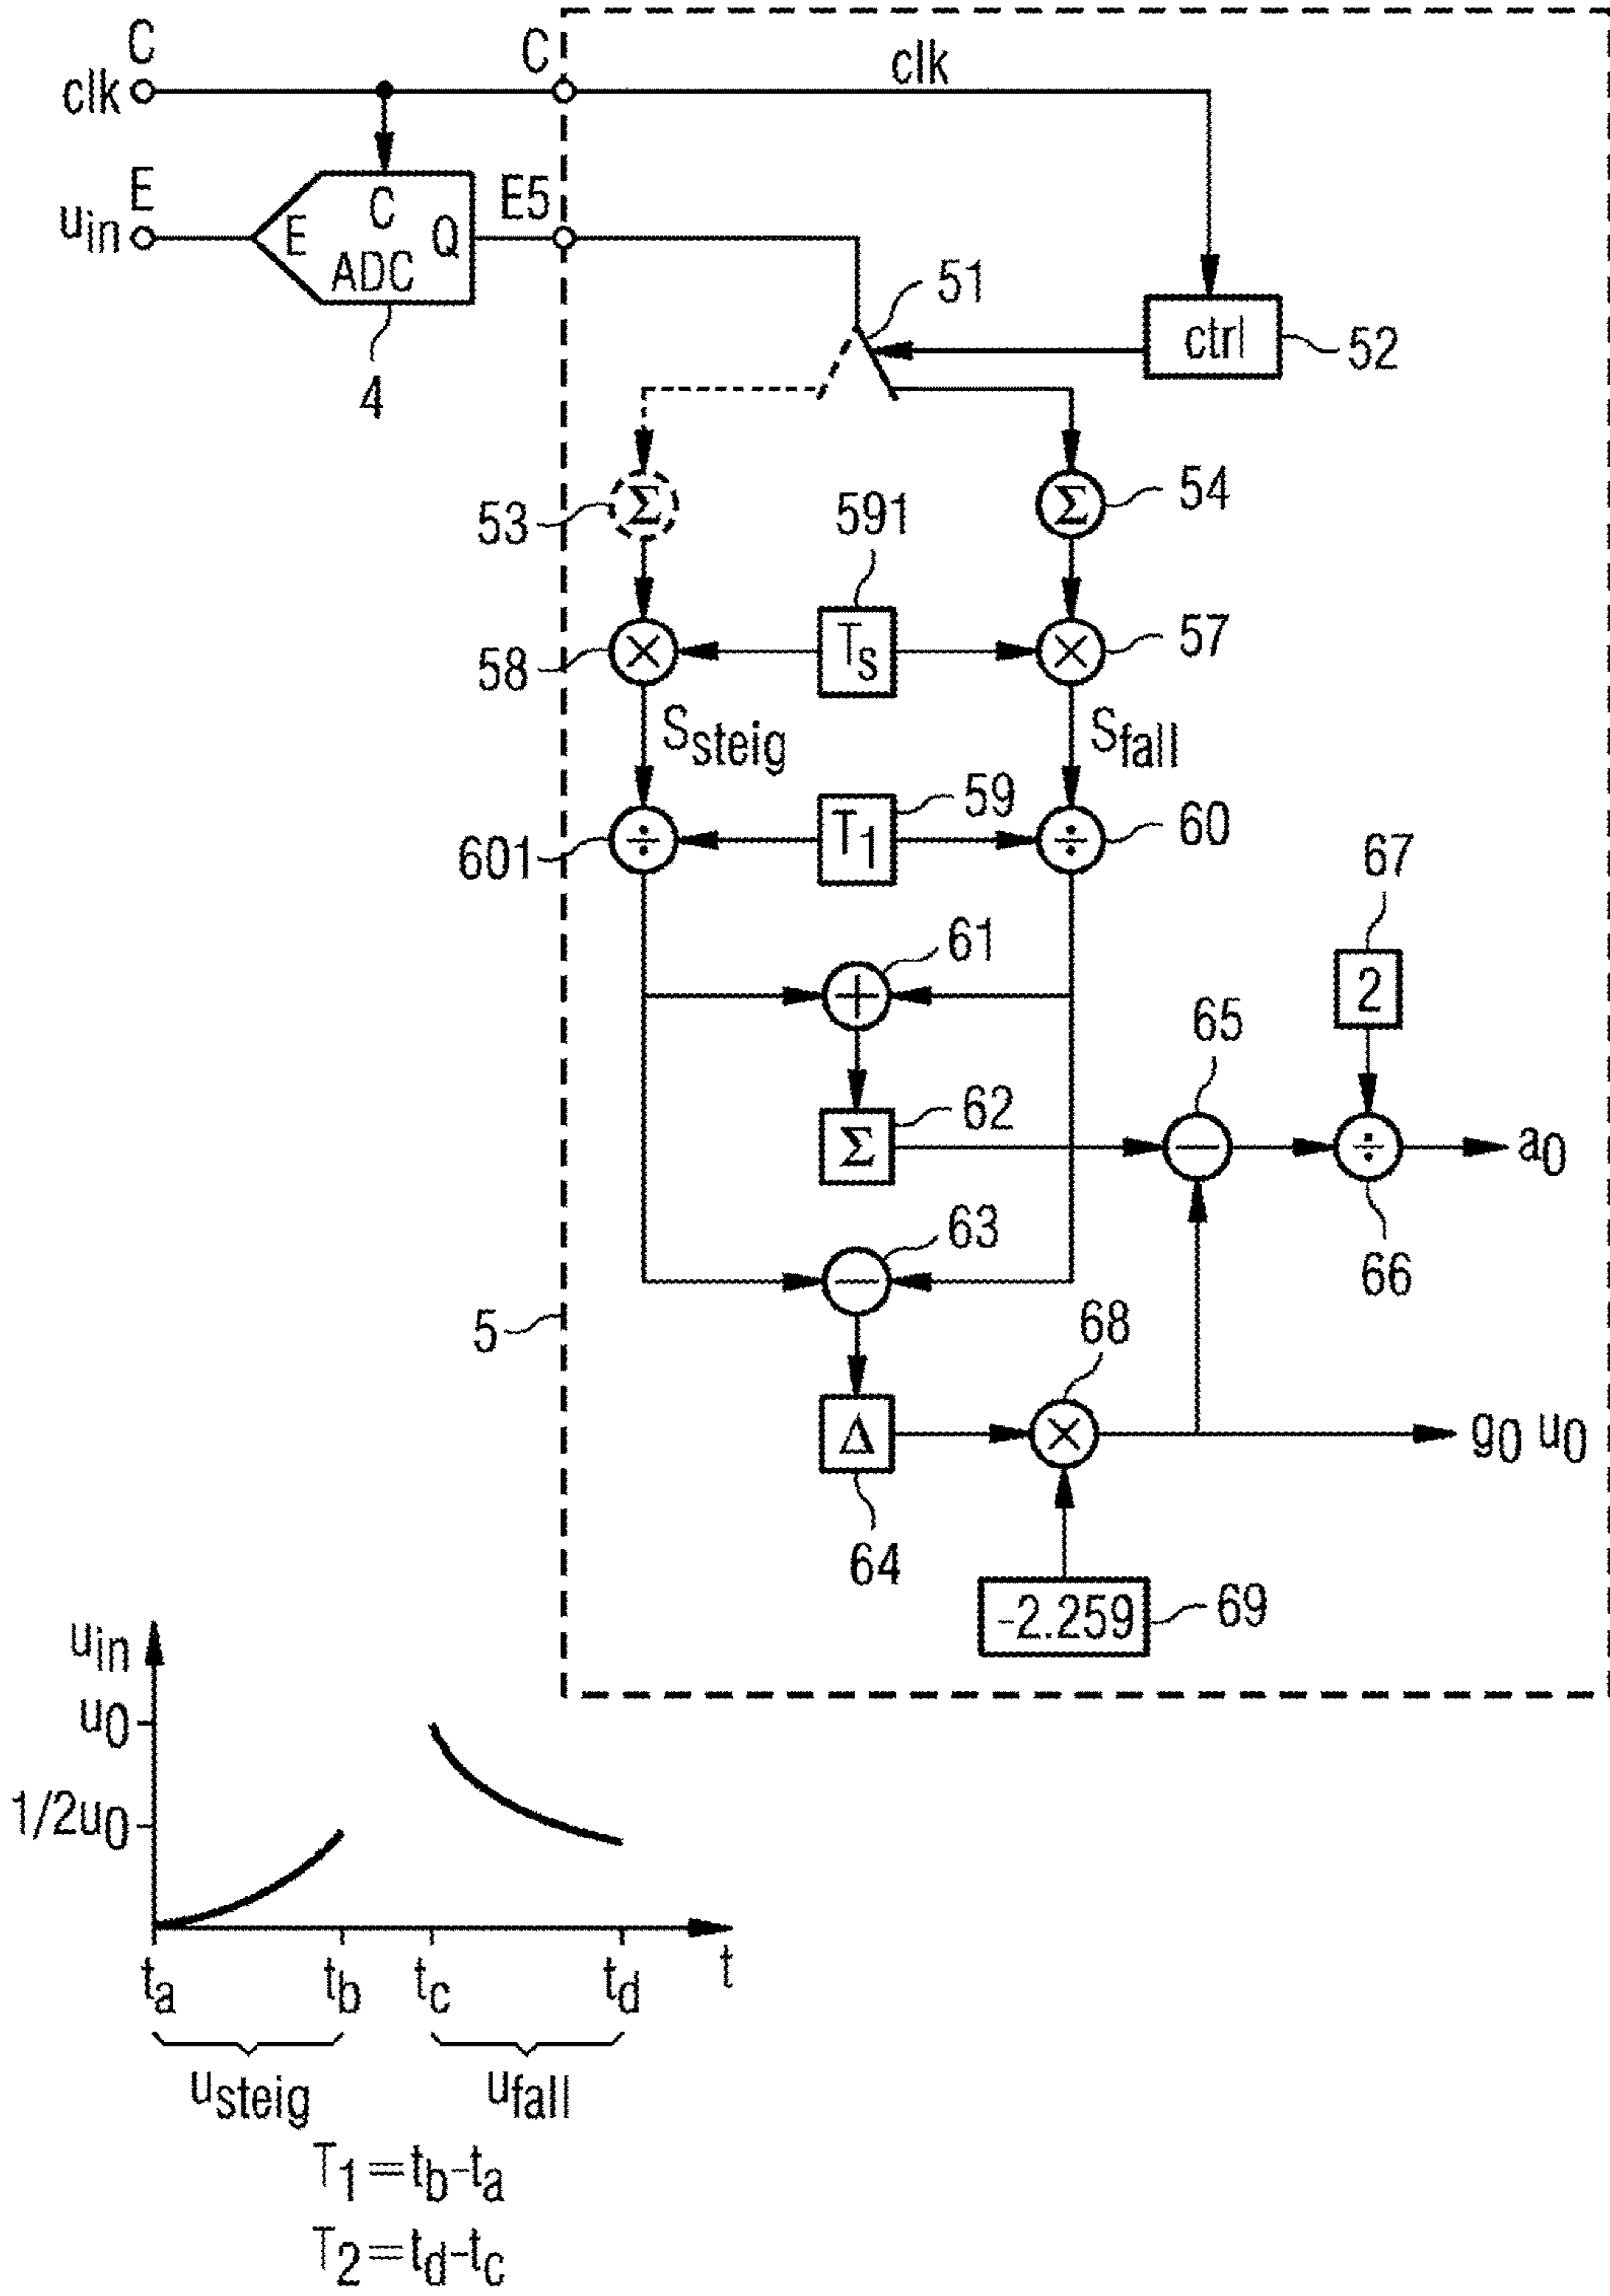 C
C
clk
clk
E
E5
u_in
C
E
Q
ADC
51
ctrl
52
4
53
Σ
591
Σ
54
58
T_s
57
S_steig
S_fall
601
÷
T_1
59
÷
60
67
61
2
65
62
Σ
÷
a_0
63
66
5
68
Δ
g_0 u_0
64
-2.259
69
u_in
u_0
1/2u_0
t_a
t_b
t_c
t_d
t
u_steig
u_fall
T_1=t_b-t_a
T_2=t_d-t_c